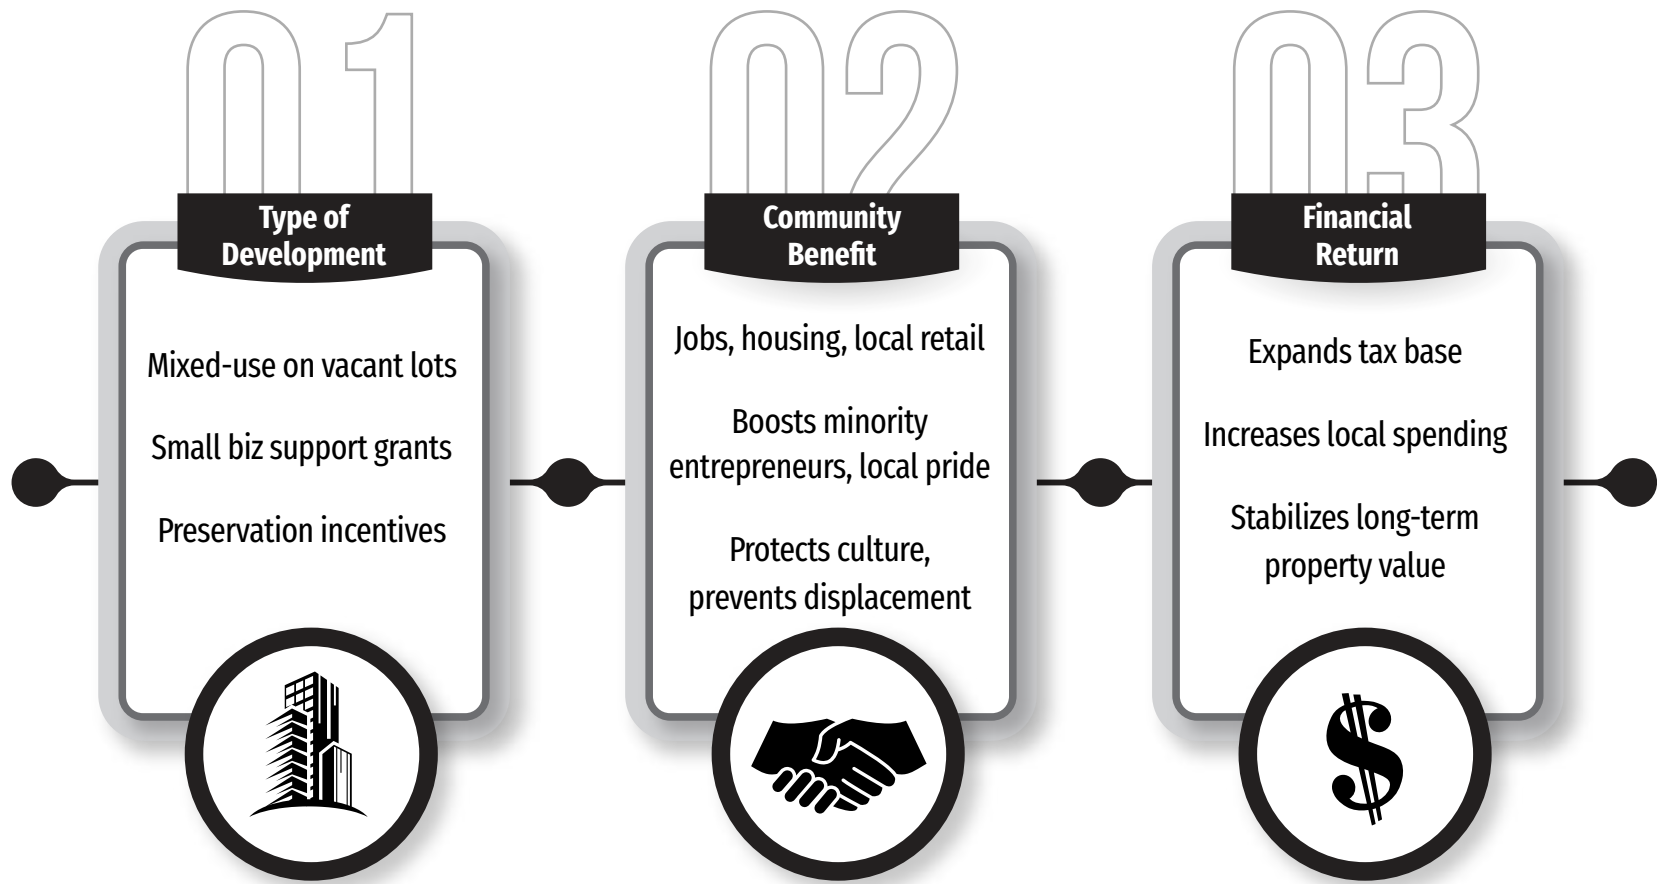 01
Type of
Development
Mixed-use on vacant lots
Small biz support grants
Preservation incentives
02
Community
Benefit
Jobs, housing, local retail
Boosts minority
entrepreneurs, local pride
Protects culture,
prevents displacement
03
Financial
Return
Expands tax base
Increases local spending
Stabilizes long-term
property value
$